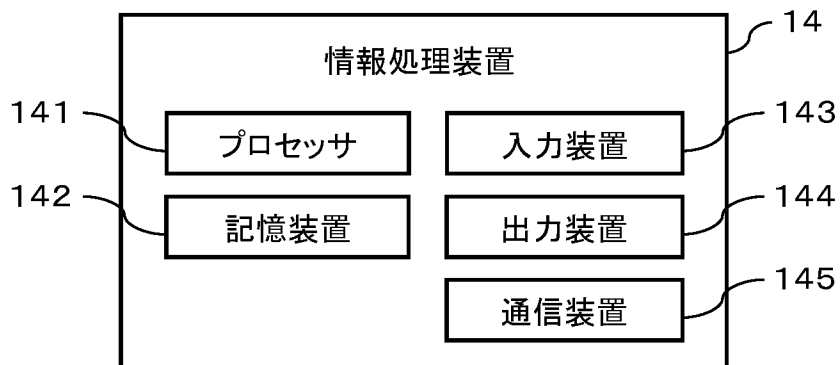 14
情報処理装置
141
プロセッサ
143
入力装置
142
記憶装置
144
出力装置
145
通信装置